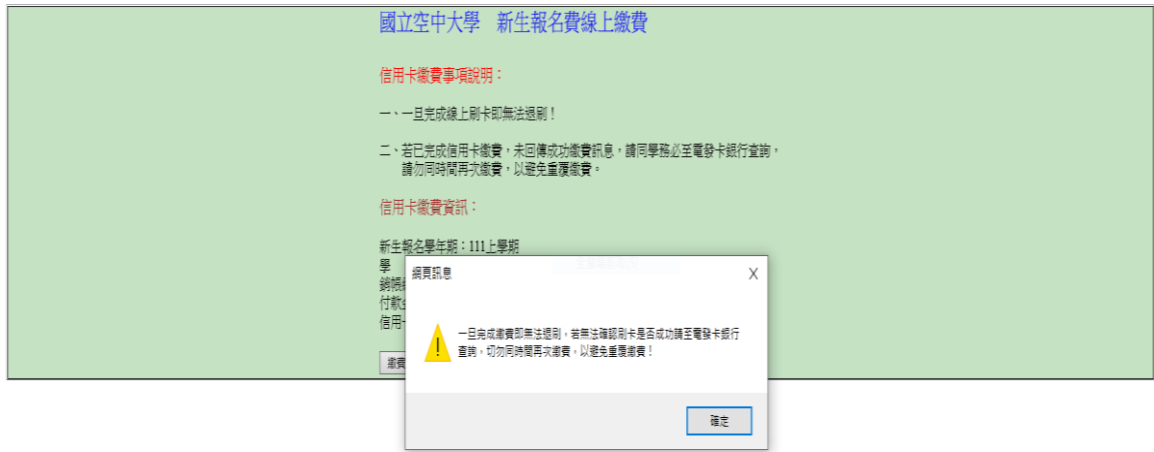 國立空中大學　新生報名費線上繳費
信用卡繳費事項說明：
一、一旦完成線上刷卡即無法退刷！
二、若已完成信用卡繳費，未回傳成功繳費訊息，請同學務必至電發卡銀行查詢，
請勿同時間再次繳費，以避免重覆繳費。
信用卡繳費資訊：
新生報名學年期：111上學期
學
銷帳
付款
信用
網頁訊息
X
一旦完成繳費即無法退刷，若無法確認刷卡是否成功請至電發卡銀行
查詢，切勿同時間再次繳費，以避免重覆繳費！
繳費
確定